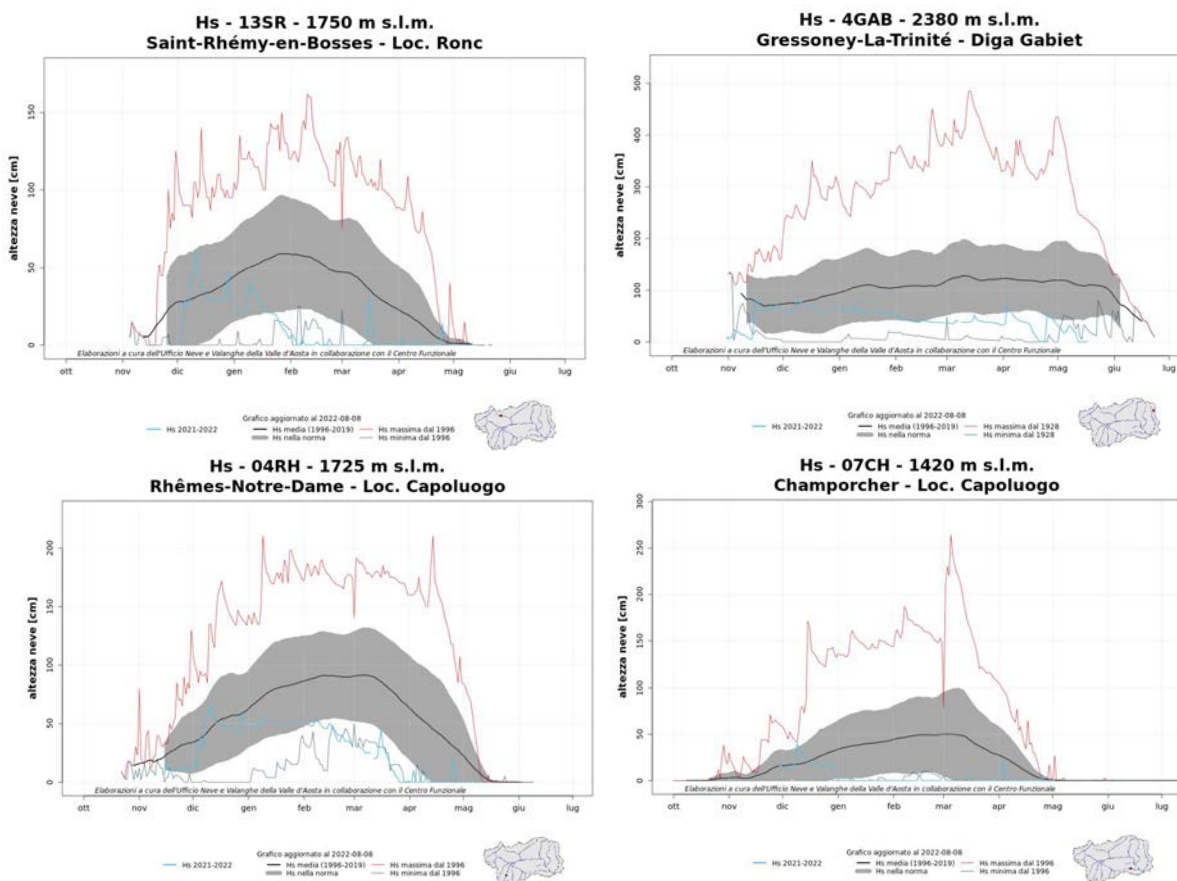 Hs - 13SR - 1750 m s.l.m.
Saint-Rhémy-en-Bosses - Loc. Ronc
altezza neve [cm]
150
100
50
0
Elaborazioni a cura dell'Ufficio Neve e Valanghe della Valle d'Aosta in collaborazione con il Centro Funzionale
ott nov dic gen feb mar apr mag giu lug
Grafico aggiornato al 2022-08-08
Hs 2021-2022 Hs media (1996-2019) Hs massima dal 1996
Hs nella norma Hs minima dal 1996
Hs - 4GAB - 2380 m s.l.m.
Gressoney-La-Trinité - Diga Gabiet
altezza neve [cm]
500
400
300
200
100
0
Elaborazioni a cura dell'Ufficio Neve e Valanghe della Valle d'Aosta in collaborazione con il Centro Funzionale
ott nov dic gen feb mar apr mag giu lug
Grafico aggiornato al 2022-08-08
Hs 2021-2022 Hs media (1996-2019) Hs massima dal 1928
Hs nella norma Hs minima dal 1928
Hs - 04RH - 1725 m s.l.m.
Rhêmes-Notre-Dame - Loc. Capoluogo
altezza neve [cm]
200
150
100
50
0
Elaborazioni a cura dell'Ufficio Neve e Valanghe della Valle d'Aosta in collaborazione con il Centro Funzionale
ott nov dic gen feb mar apr mag giu lug
Grafico aggiornato al 2022-08-08
Hs 2021-2022 Hs media (1996-2019) Hs massima dal 1996
Hs nella norma Hs minima dal 1996
Hs - 07CH - 1420 m s.l.m.
Champorcher - Loc. Capoluogo
altezza neve [cm]
300
250
200
150
100
50
0
Elaborazioni a cura dell'Ufficio Neve e Valanghe della Valle d'Aosta in collaborazione con il Centro Funzionale
ott nov dic gen feb mar apr mag giu lug
Grafico aggiornato al 2022-08-08
Hs 2021-2022 Hs media (1996-2019) Hs massima dal 1996
Hs nella norma Hs minima dal 1996